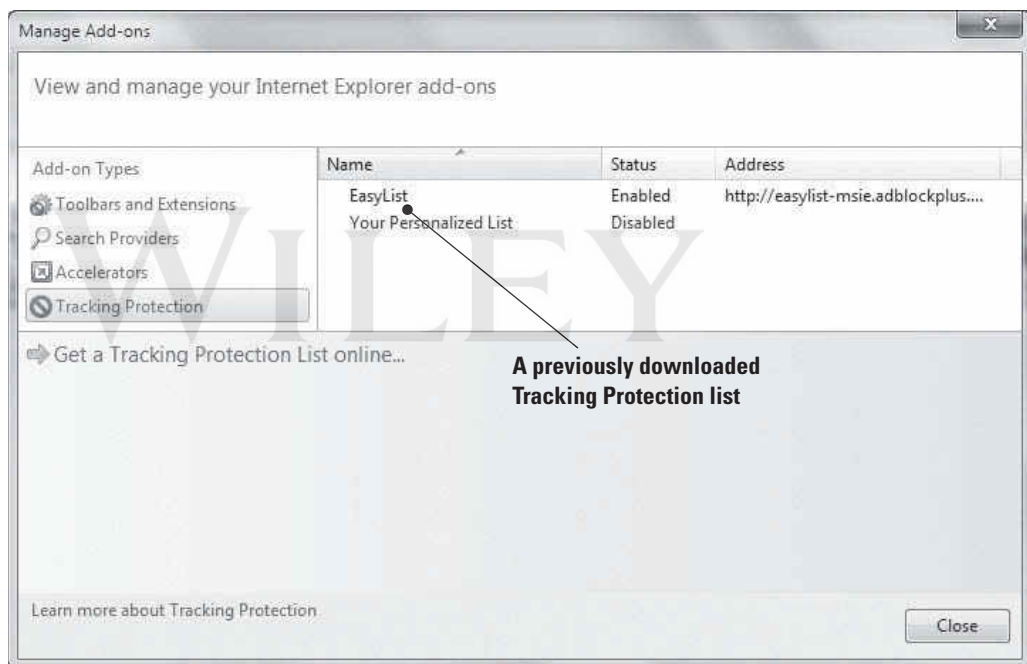 Manage Add-ons
X
View and manage your Internet Explorer add-ons
Add-on Types
Toolbars and Extensions
Search Providers
Accelerators
Tracking Protection
Name Status Address
EasyList Enabled http://easylist-msie.adblockplus....
Your Personalized List Disabled
WILEY
Get a Tracking Protection List online...
A previously downloaded
Tracking Protection list
Learn more about Tracking Protection
Close